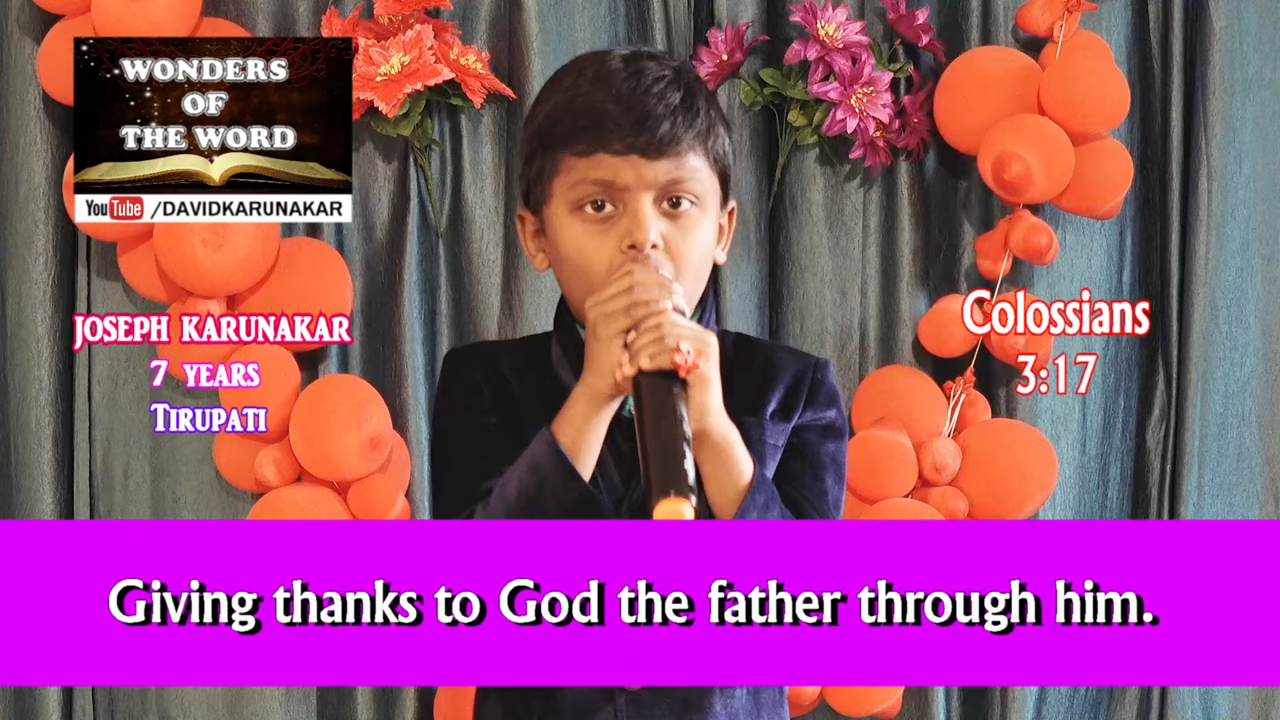 WONDERS
OF
THE WORD
YouTube /DAVIDKARUNAKAR
JOSEPH KARUNAKAR
7 YEARS
TIRUPATI
Colossians
3:17
Giving thanks to God the father through him.